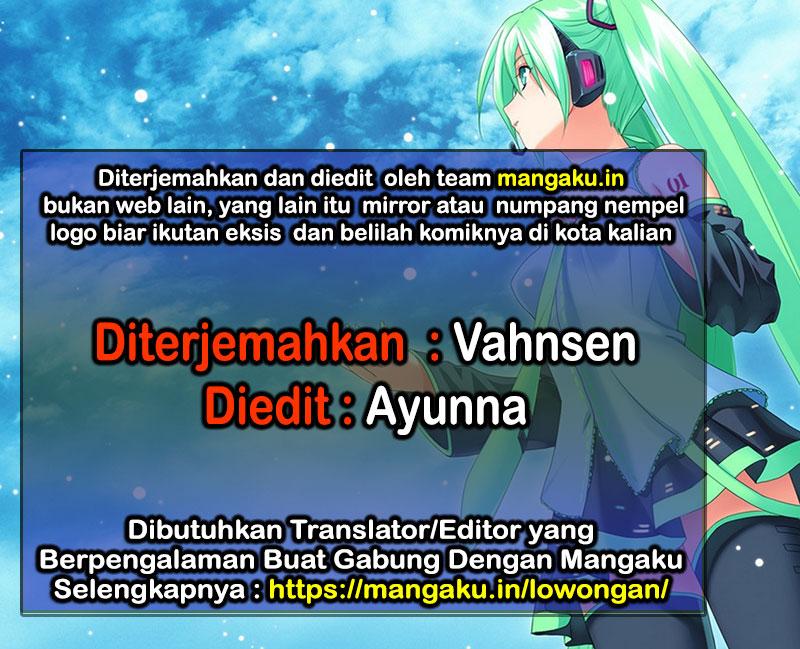 Diterjemahkan dan diedit oleh team mangaku.in
bukan web lain, yang lain itu mirror atau numpang nempel
logo biar ikutan eksis dan belilah komiknya di kota kalian
01
Diterjemahkan : Vahnsen
Diedit : Ayunna
Dibutuhkan Translator/Editor yang
Berpengalaman Buat Gabung Dengan Mangaku
Selengkapnya : https://mangaku.in/lowongan/